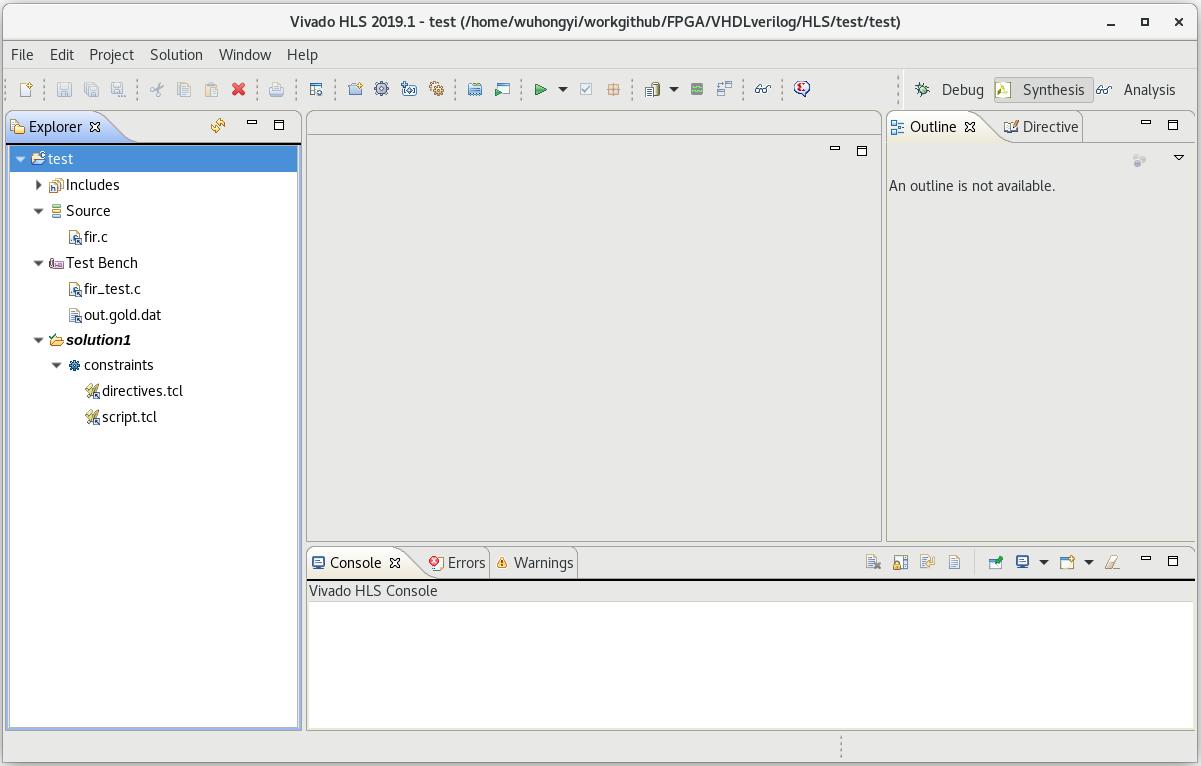 Vivado HLS 2019.1 - test (/home/wuhongyi/workgithub/FPGA/VHDLverilog/HLS/test/test)
File Edit Project Solution Window Help
Debug Synthesis Analysis
Explorer
test
Includes
Source
fir.c
Test Bench
fir_test.c
out.gold.dat
solution1
constraints
directives.tcl
script.tcl
Outline Directive
An outline is not available.
Console Errors Warnings
Vivado HLS Console